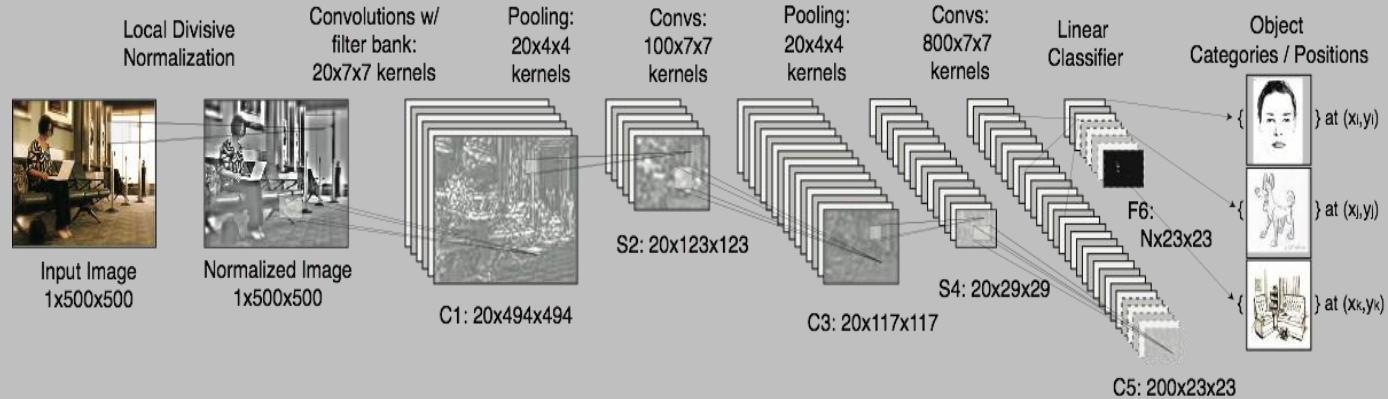 Local Divisive
Normalization
Convolutions w/
filter bank:
20x7x7 kernels
Pooling:
20x4x4
kernels
Convs:
100x7x7
kernels
Pooling:
20x4x4
kernels
Convs:
800x7x7
kernels
Linear
Classifier
Object
Categories / Positions
{ } at (xi,yi)
{ } at (xj,yj)
{ } at (xk,yk)
Input Image
1x500x500
Normalized Image
1x500x500
C1: 20x494x494
S2: 20x123x123
C3: 20x117x117
S4: 20x29x29
C5: 200x23x23
F6:
Nx23x23